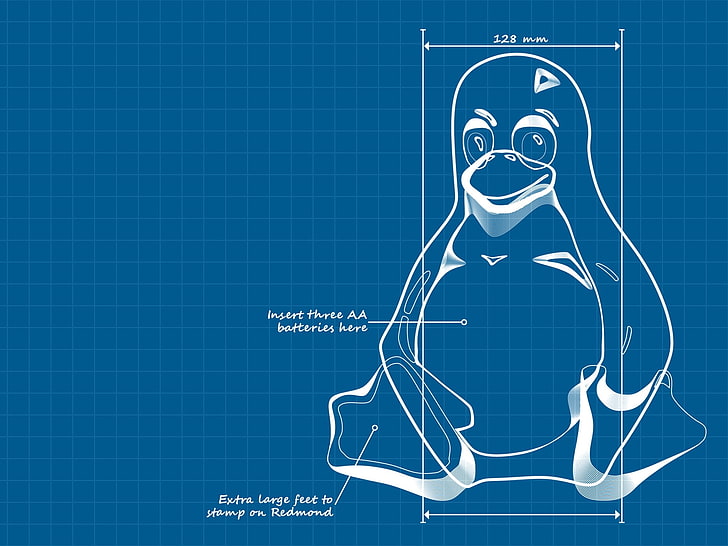 128 mm
Insert three AA
batteries here
Extra large feet to
stamp on Redmond